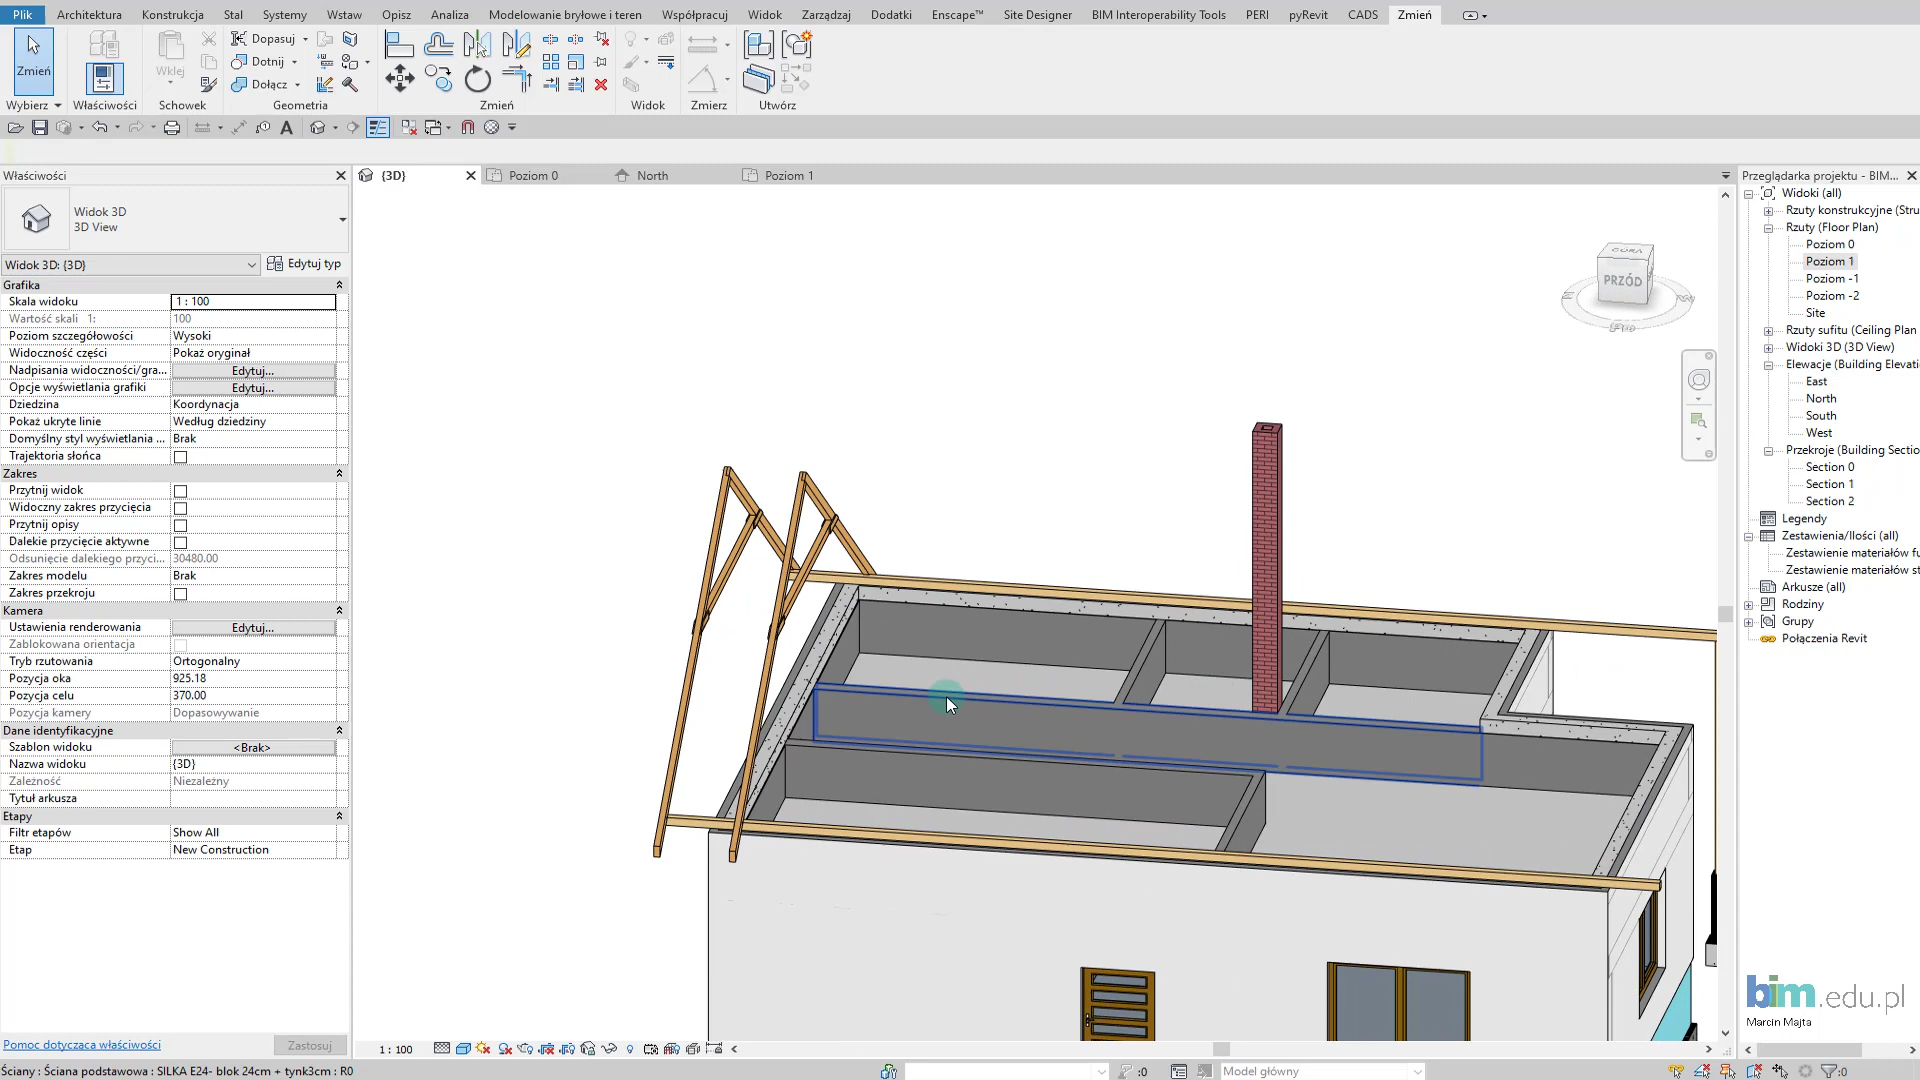 Plik Architektura Konstrukcja Stal Systemy Wstaw Opisz Analiza Modelowanie bryłowe i teren Współpracuj Widok Zarządzaj Dodatki Enscape™ Site Designer BIM Interoperability Tools PERI pyRevit CADS Zmień
Zmień
Wklej
Dopasuj
Dotnij
Dołącz
Wybierz Właściwości Schowek Geometria Zmień Widok Zmierz Utwórz
Właściwości
Widok 3D
3D View
Widok 3D: {3D}
Edytuj typ
Grafika
Skala widoku 1 : 100
Wartość skali 1: 100
Poziom szczegółowości Wysoki
Widoczność części Pokaż oryginał
Nadpisania widoczności/gra... Edytuj...
Opcje wyświetlania grafiki Edytuj...
Dziedzina Koordynacja
Pokaż ukryte linie Według dziedziny
Domyślny styl wyświetlania ... Brak
Trajektoria słońca
Zakres
Przytnij widok
Widoczny zakres przycięcia
Przytnij opisy
Dalekie przycięcie aktywne
Odsunięcie dalekiego przyci... 30480.00
Zakres modelu Brak
Zakres przekroju
Kamera
Ustawienia renderowania Edytuj...
Zablokowana orientacja
Tryb rzutowania Ortogonalny
Pozycja oka 925.18
Pozycja celu 370.00
Pozycja kamery Dopasowywanie
Dane identyfikacyjne
Szablon widoku <Brak>
Nazwa widoku {3D}
Zależność Niezależny
Tytuł arkusza
Etapy
Filtr etapów Show All
Etap New Construction
Pomoc dotycząca właściwości
Zastosuj
{3D} Poziom 0 North Poziom 1
GÓRA
PRZÓD
Przeglądarka projektu - BIM...
Widoki (all)
Rzuty konstrukcyjne (Stru
Rzuty (Floor Plan)
Poziom 0
Poziom 1
Poziom -1
Poziom -2
Site
Rzuty sufitu (Ceiling Plan
Widoki 3D (3D View)
Elewacje (Building Elevati
East
North
South
West
Przekroje (Building Sectio
Section 0
Section 1
Section 2
Legendy
Zestawienia/Ilości (all)
Zestawienie materiałów fu
Zestawienie materiałów st
Arkusze (all)
Rodziny
Grupy
Połączenia Revit
bim.edu.pl
Marcin Majta
1 : 100
Ściany : Ściana podstawowa : SILKA E24- blok 24cm + tynk3cm : R0
:0
Model główny
:0